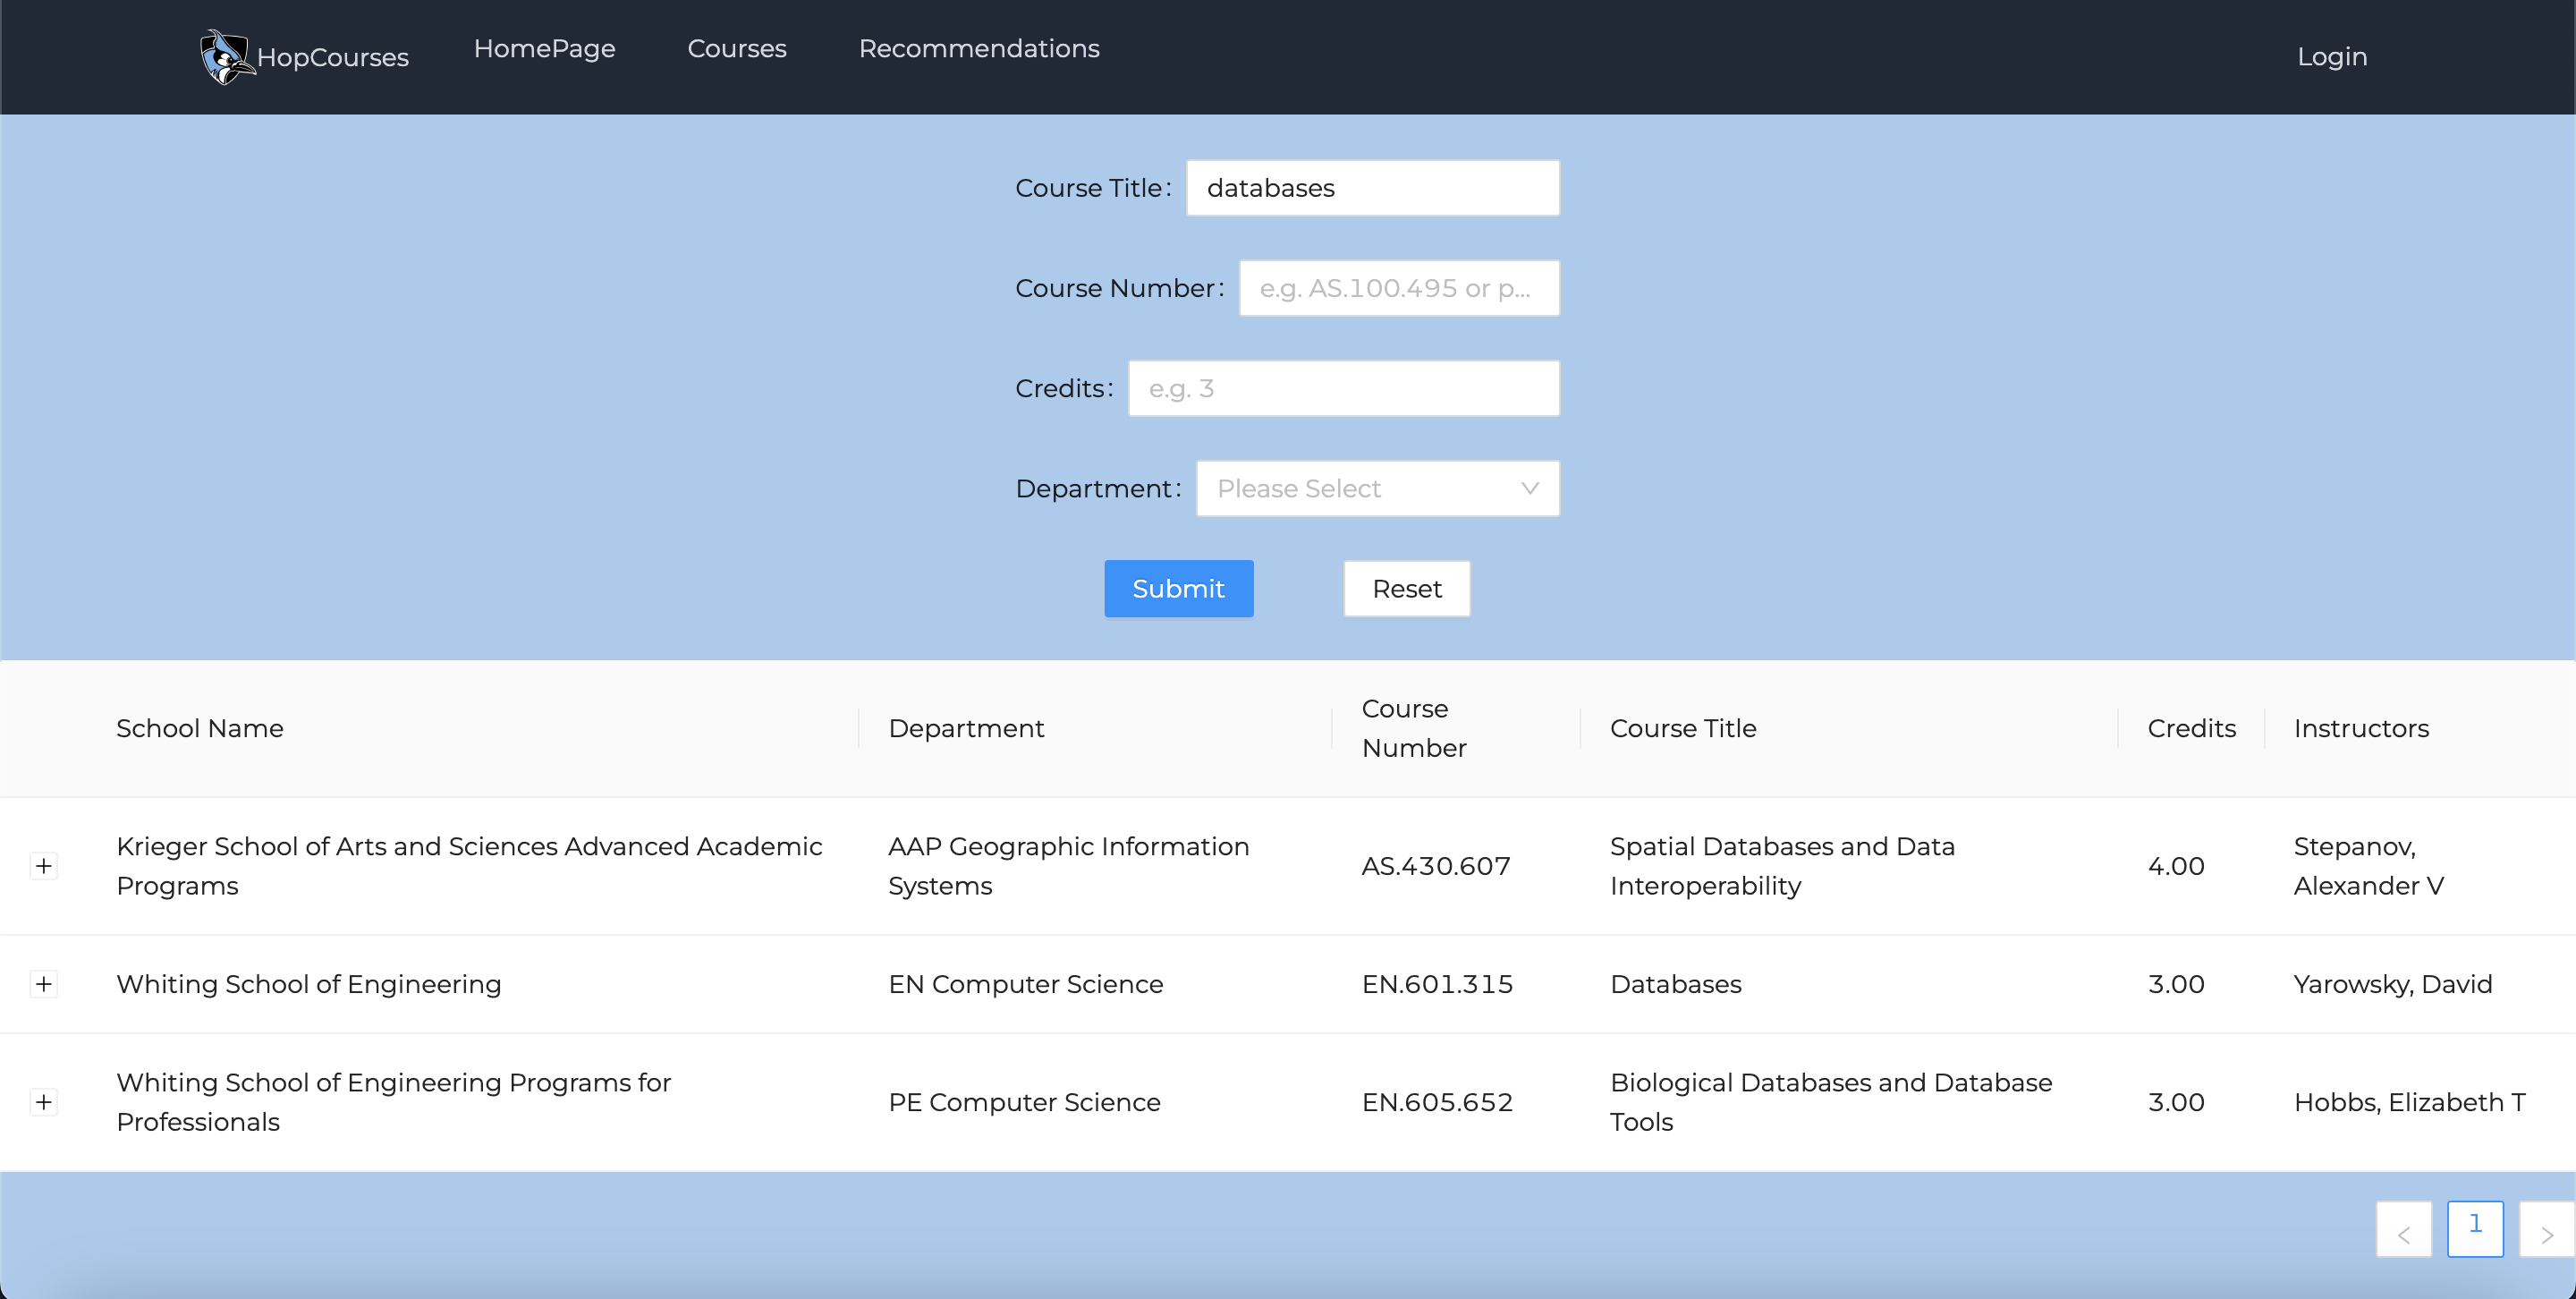 HopCourses HomePage Courses Recommendations Login
Course Title: databases
Course Number: e.g. AS.100.495 or p...
Credits: e.g. 3
Department: Please Select
Submit Reset
School Name Department Course Number Course Title Credits Instructors
Krieger School of Arts and Sciences Advanced Academic
Programs
AAP Geographic Information
Systems
AS.430.607
Spatial Databases and Data
Interoperability
4.00
Stepanov,
Alexander V
Whiting School of Engineering EN Computer Science EN.601.315 Databases 3.00 Yarowsky, David
Whiting School of Engineering Programs for
Professionals
PE Computer Science
EN.605.652
Biological Databases and Database
Tools
3.00
Hobbs, Elizabeth T
< 1 >